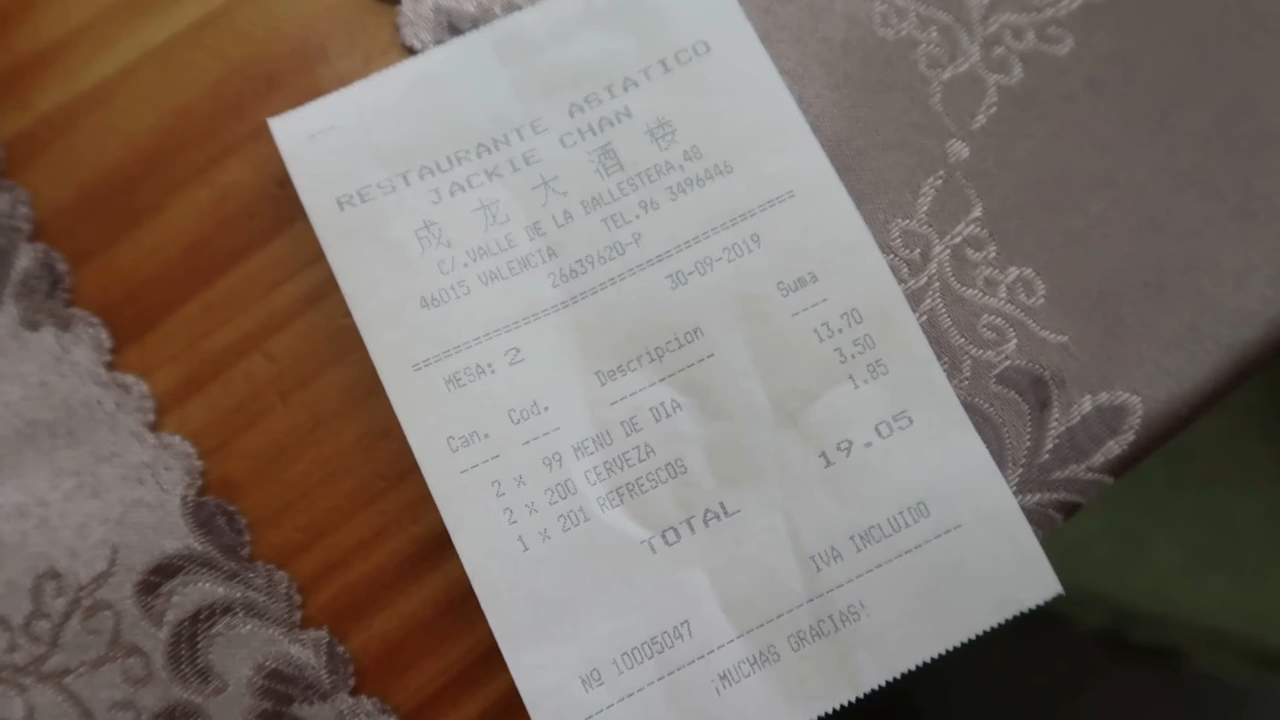 RESTAURANTE ASIATICO
JACKIE CHAN
成 龙 大 酒 楼
C/.VALLE DE LA BALLESTERA,48
46015 VALENCIA TEL.96 3496446
26639620-P
30-09-2019
MESA: 2
Can. Cod. Descripcion Suma
2 x 99 MENU DE DIA 13.70
2 x 200 CERVEZA 3.50
1 x 201 REFRESCOS 1.85
TOTAL 19.05
IVA INCLUIDO
Nº 10005047
¡MUCHAS GRACIAS!